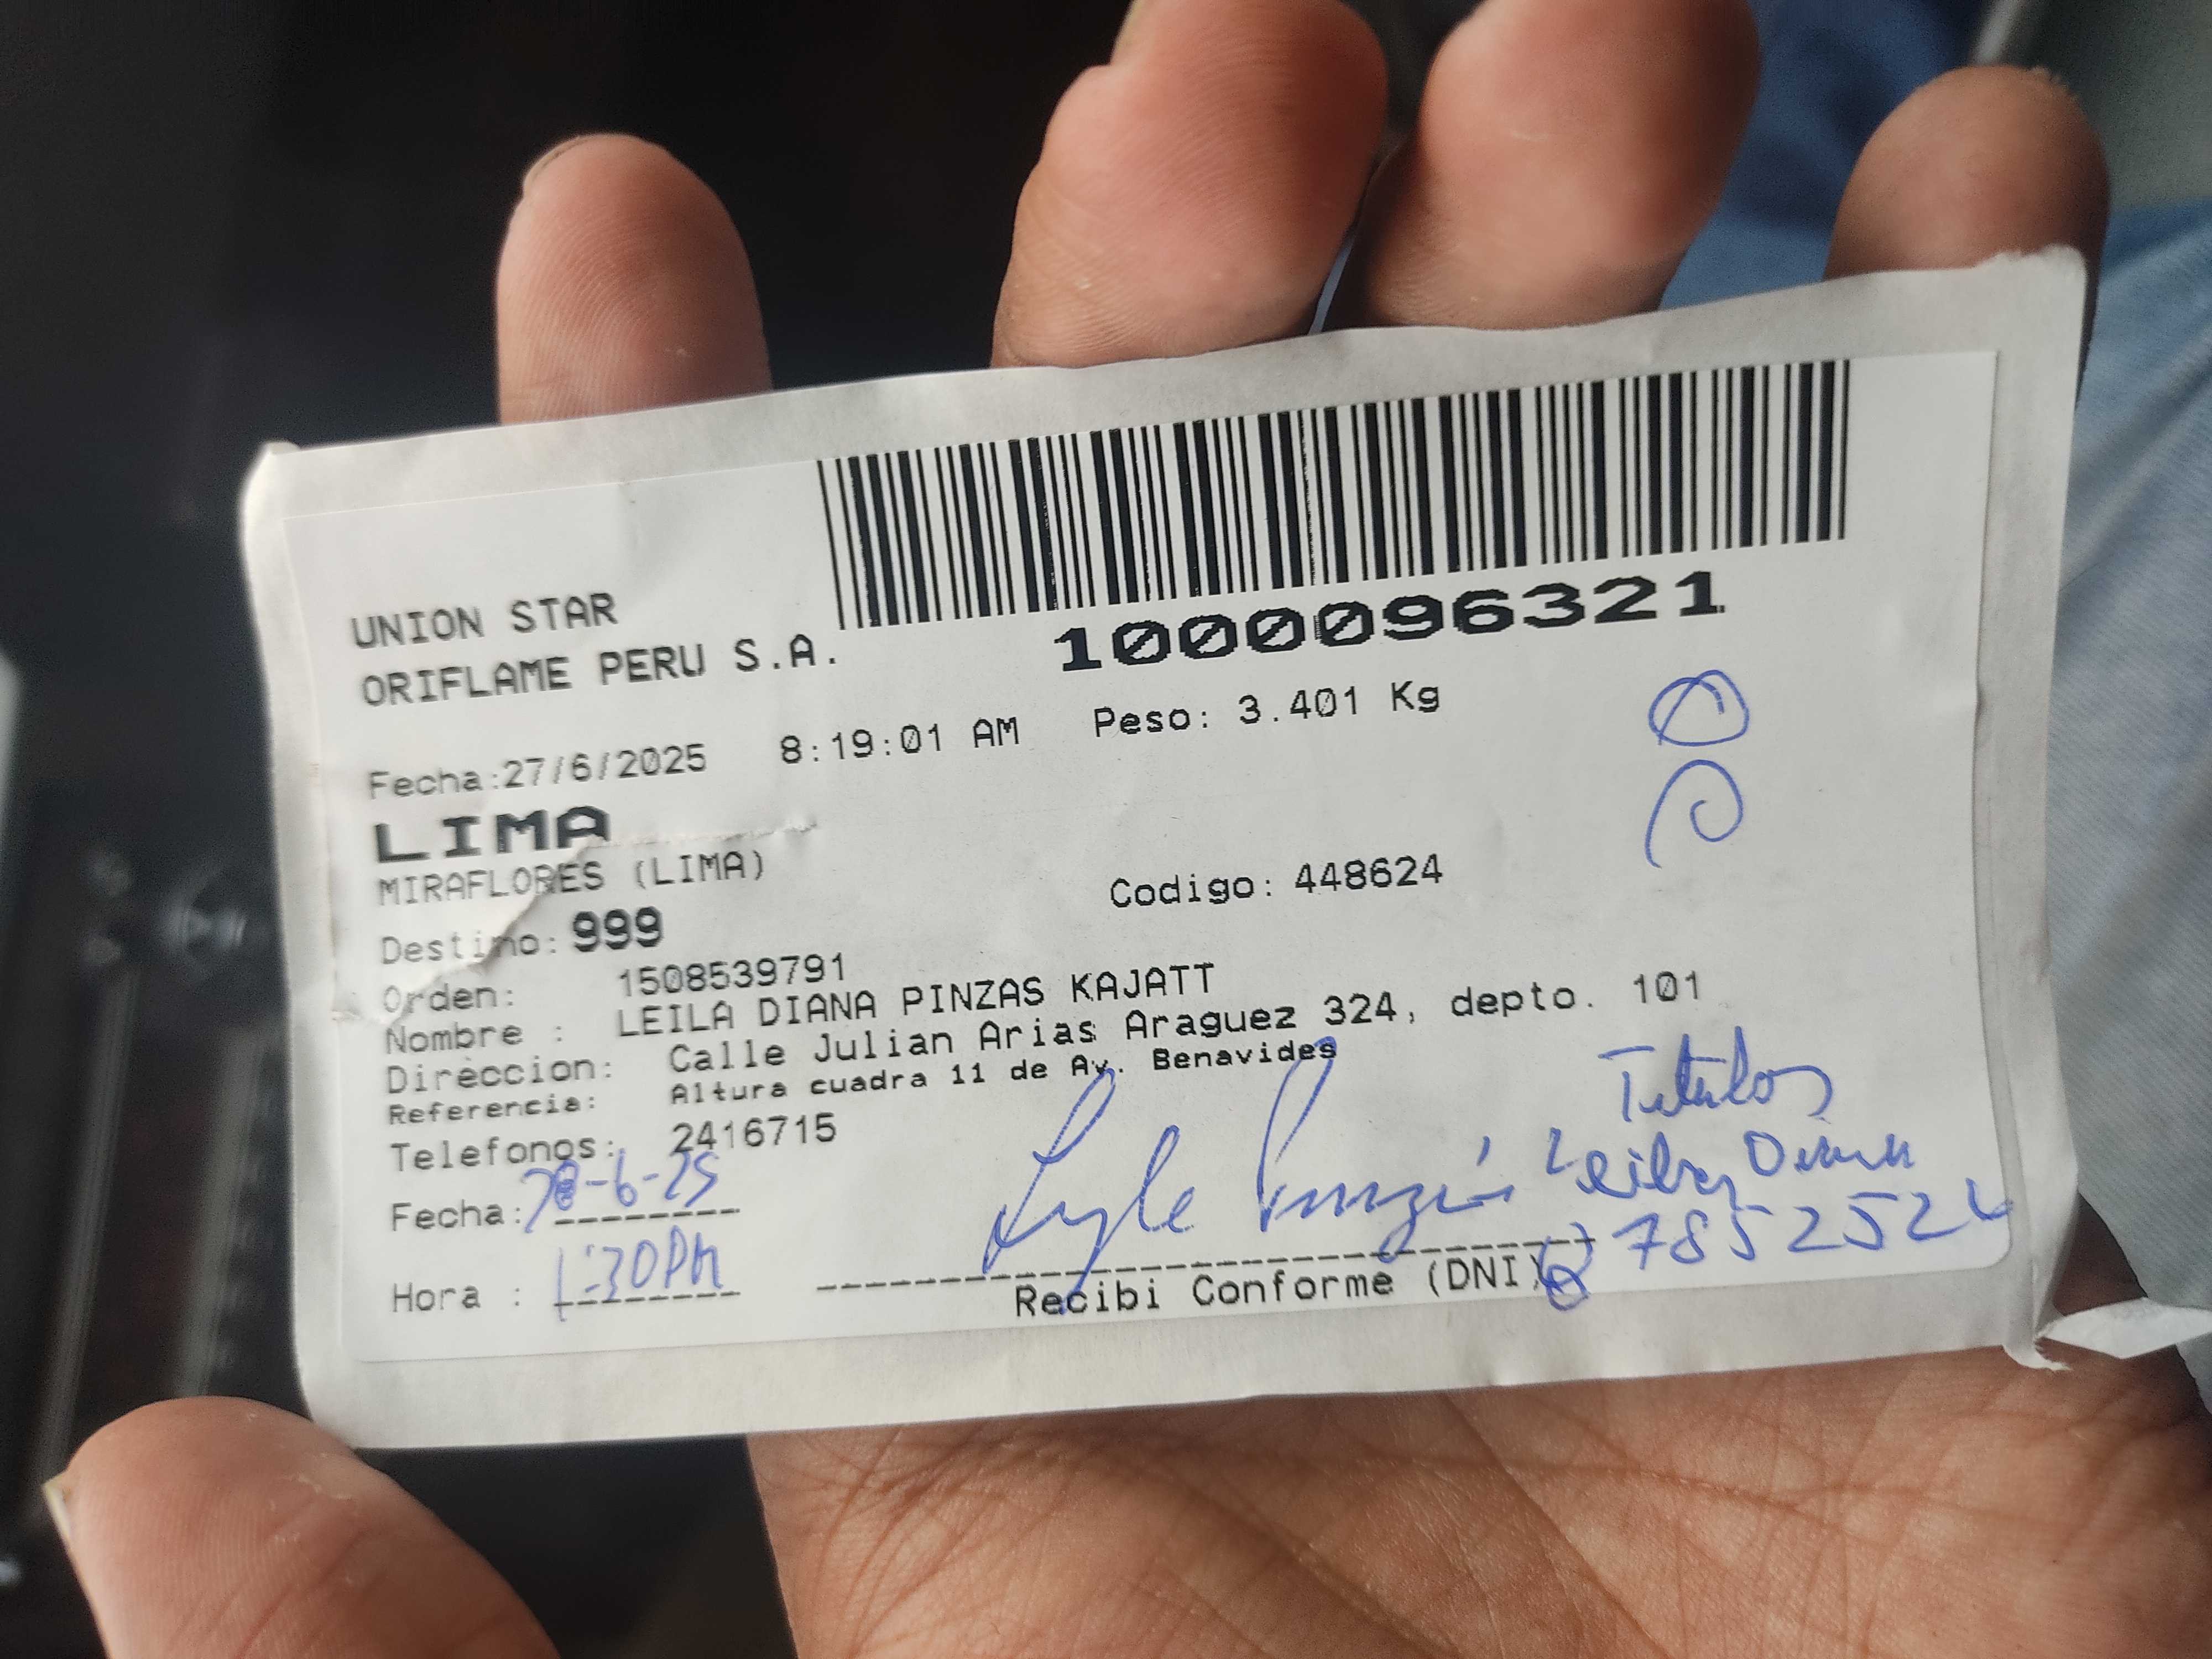 1000096321
UNION STAR
ORIFLAME PERU S.A.
Fecha:27/6/2025 8:19:01 AM Peso: 3.401 Kg
LIMA
MIRAFLORES (LIMA)
Codigo: 448624
Destino: 999
Orden: 1508539791
Nombre : LEILA DIANA PINZAS KAJATT
Direccion: Calle Julian Arias Araguez 324, depto. 101
Referencia: Altura cuadra 11 de Av. Benavides
Telefonos: 2416715
Titulos
Leila Diana
Fecha: 28-6-25
Hora : 1:30PM
Recibi Conforme (DNI)